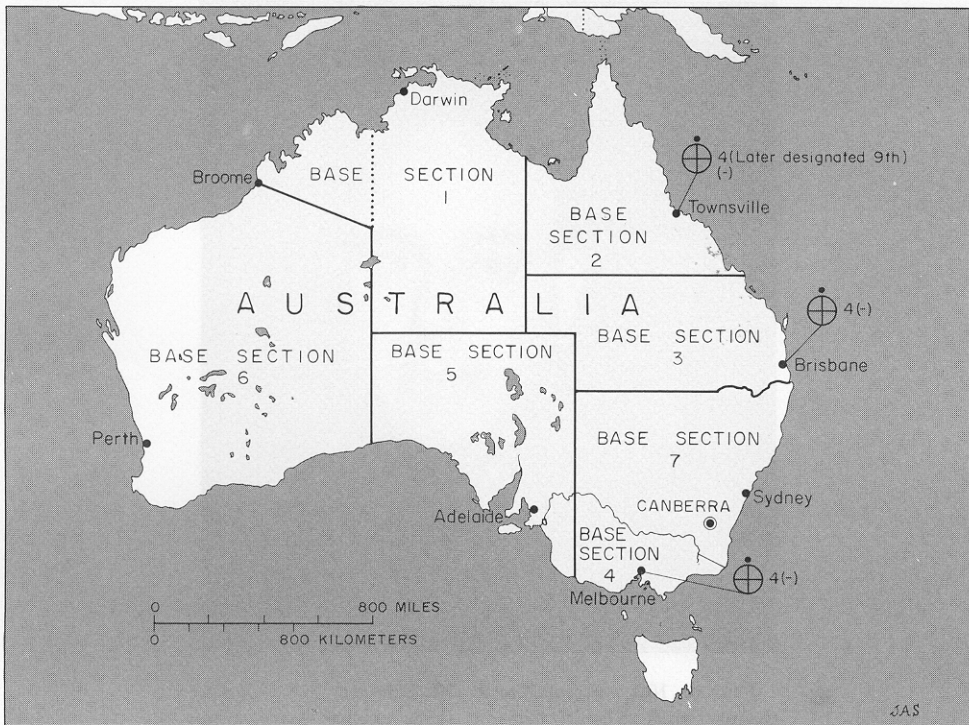 Darwin
4(Later designated 9th)
(-)
Broome
BASE SECTION
1
Townsville
BASE
SECTION
2
AUSTRALIA
4(-)
BASE SECTION
3
BASE SECTION
6
BASE SECTION
5
Brisbane
Perth
BASE SECTION
7
Sydney
CANBERRA
Adelaide
BASE
SECTION
4
4(-)
Melbourne
0 800 MILES
0 800 KILOMETERS
JAS